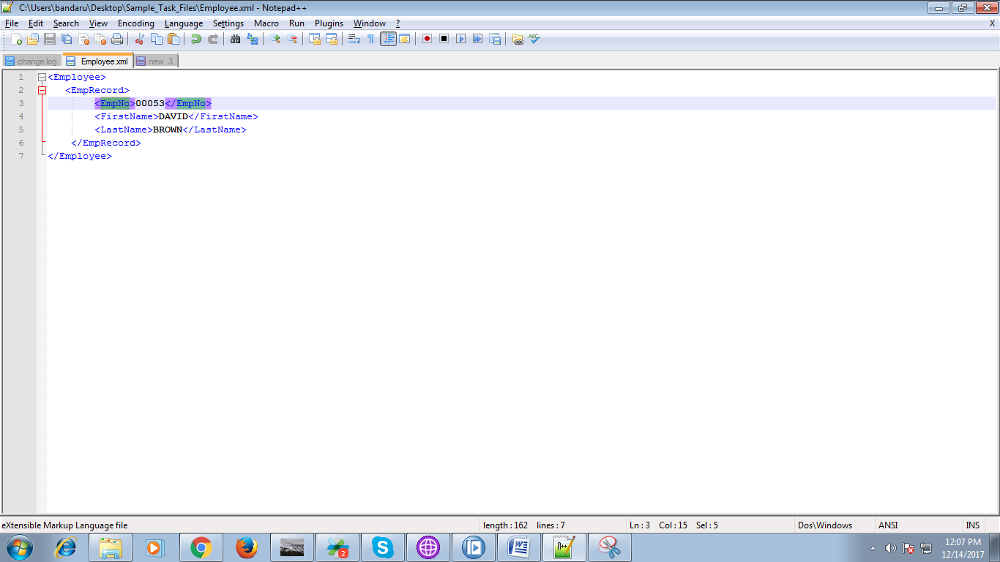 C:\Users\bandaru\Desktop\Sample_Task_Files\Employee.xml - Notepad++
File Edit Search View Encoding Language Settings Macro Run Plugins Window ? X
change.log Employee.xml new 3
1 <Employee>
2 <EmpRecord>
3 <EmpNo>00053</EmpNo>
4 <FirstName>DAVID</FirstName>
5 <LastName>BROWN</LastName>
6 </EmpRecord>
7 </Employee>
eXtensible Markup Language file length : 162 lines : 7 Ln : 3 Col : 15 Sel : 5 Dos\Windows ANSI INS
2
12:07 PM
12/14/2017